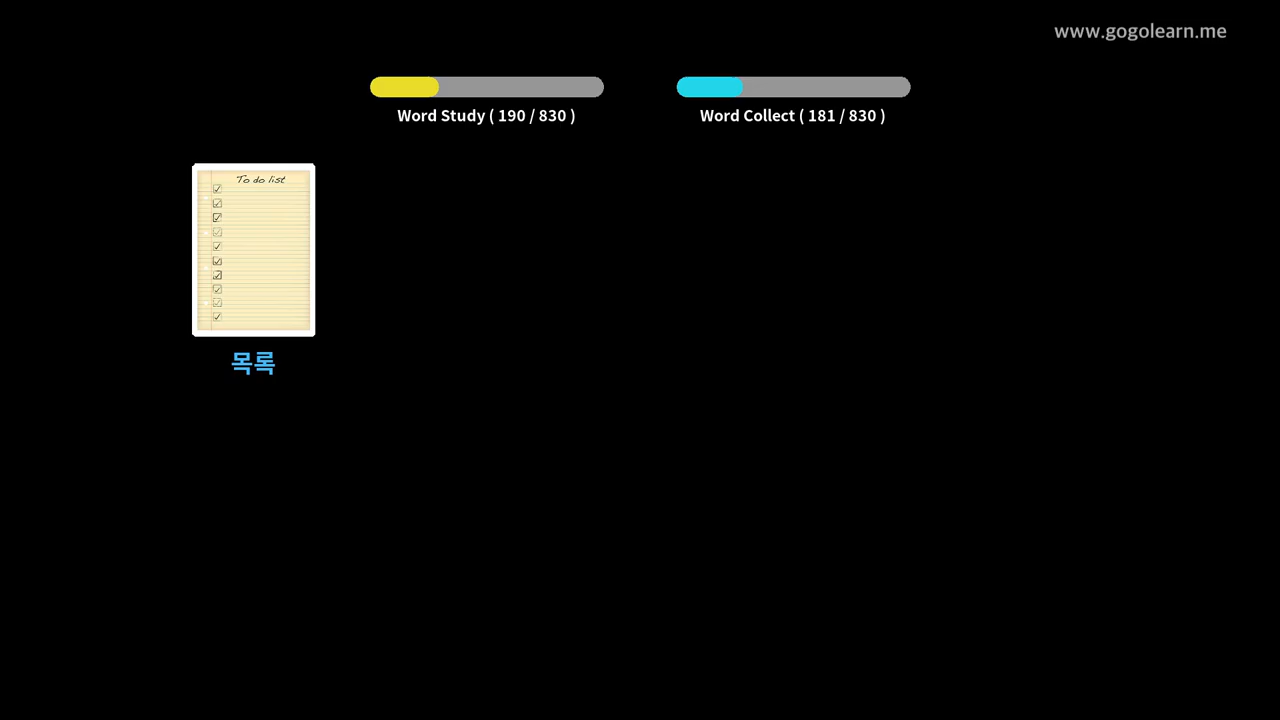 www.gogolearn.me
Word Study ( 190 / 830 )
Word Collect ( 181 / 830 )
To do list
목록